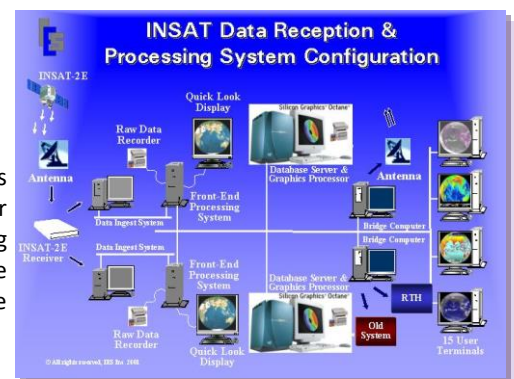 INSAT Data Reception &
Processing System Configuration
INSAT-2E
Quick Look
Display
Raw Data
Recorder
Silicon Graphics Octane
Antenna
Front-End
Processing
System
Database Server &
Graphics Processor
Antenna
Data Ingest System
Bridge Computer
INSAT-2E
Receiver
Data Ingest System
Bridge Computer
Front-End
Processing
System
Database Server &
Graphics Processor
Silicon Graphics Octane
RTH
Raw Data
Recorder
Quick Look
Display
Old
System
15 User
Terminals
s
r
g
e
e